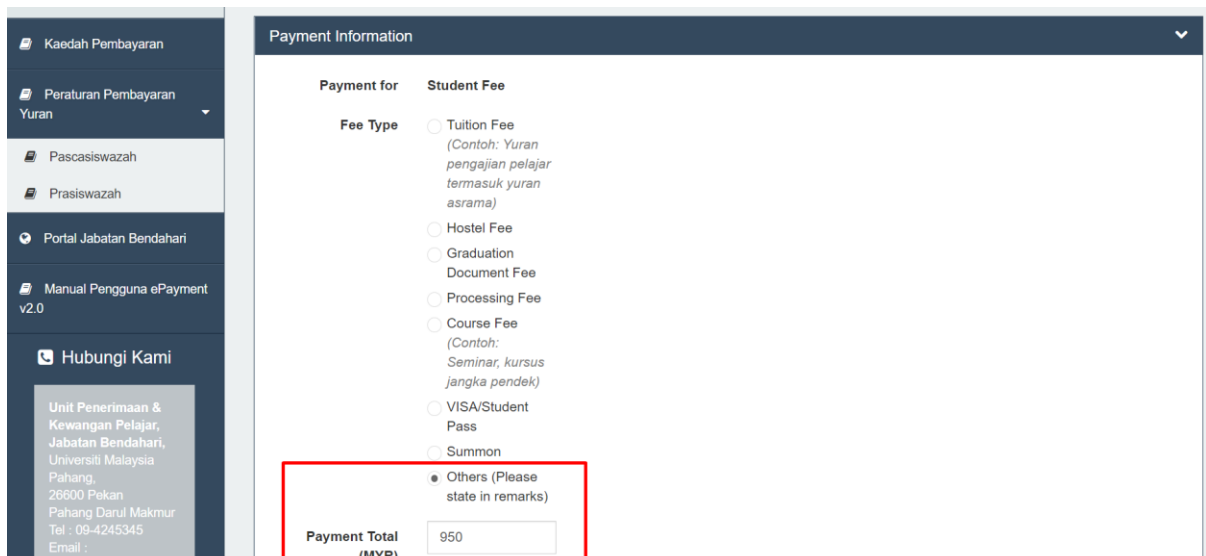 Kaedah Pembayaran
Peraturan Pembayaran
Yuran
Pascasiswazah
Prasiswazah
Portal Jabatan Bendahari
Manual Pengguna ePayment
v2.0
Hubungi Kami
Unit Penerimaan &
Kewangan Pelajar,
Jabatan Bendahari,
Universiti Malaysia
Pahang,
26600 Pekan
Pahang Darul Makmur
Tel : 09-4245345
Email :
Payment Information
Payment for Student Fee
Fee Type
Tuition Fee
(Contoh: Yuran
pengajian pelajar
termasuk yuran
asrama)
Hostel Fee
Graduation
Document Fee
Processing Fee
Course Fee
(Contoh:
Seminar, kursus
jangka pendek)
VISA/Student
Pass
Summon
Others (Please
state in remarks)
Payment Total 950
(MYR)